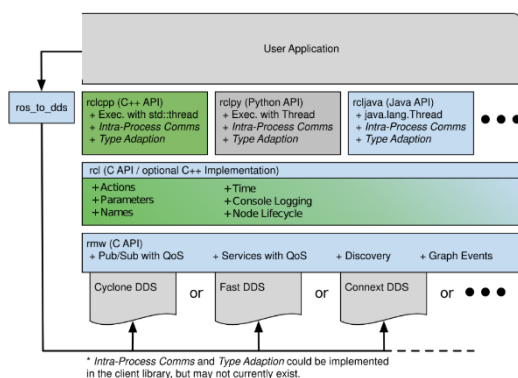 User Application
ros_to_dds
rclcpp (C++ API)
+ Exec. with std::thread
+ Intra-Process Comms
+ Type Adaption
rclpy (Python API)
+ Exec. with Thread
+ Intra-Process Comms
+ Type Adaption
rcljava (Java API)
+ java.lang.Thread
+ Intra-Process Comms
+ Type Adaption
rcl (C API / optional C++ Implementation)
+Actions
+Parameters
+Names
+Time
+Console Logging
+Node Lifecycle
rmw (C API)
+ Pub/Sub with QoS + Services with QoS + Discovery + Graph Events
Cyclone DDS or Fast DDS or Connext DDS or
* Intra-Process Comms and Type Adaption could be implemented
in the client library, but may not currently exist.